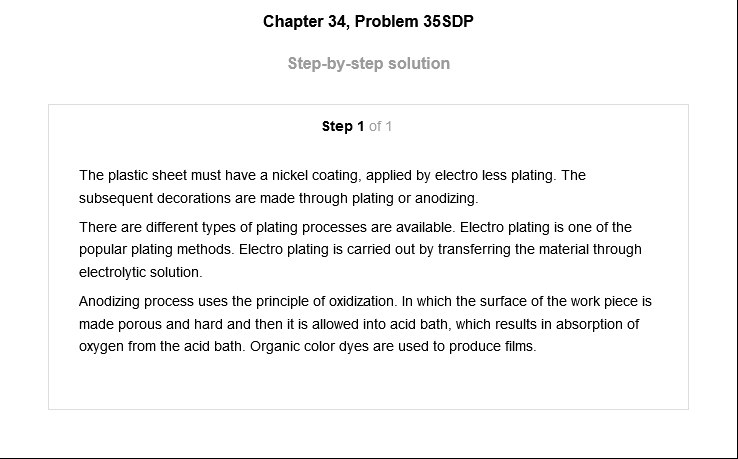 Chapter 34, Problem 35SDP
Step-by-step solution
Step 1 of 1
The plastic sheet must have a nickel coating, applied by electro less plating. The
subsequent decorations are made through plating or anodizing.
There are different types of plating processes are available. Electro plating is one of the
popular plating methods. Electro plating is carried out by transferring the material through
electrolytic solution.
Anodizing process uses the principle of oxidization. In which the surface of the work piece is
made porous and hard and then it is allowed into acid bath, which results in absorption of
oxygen from the acid bath. Organic color dyes are used to produce films.